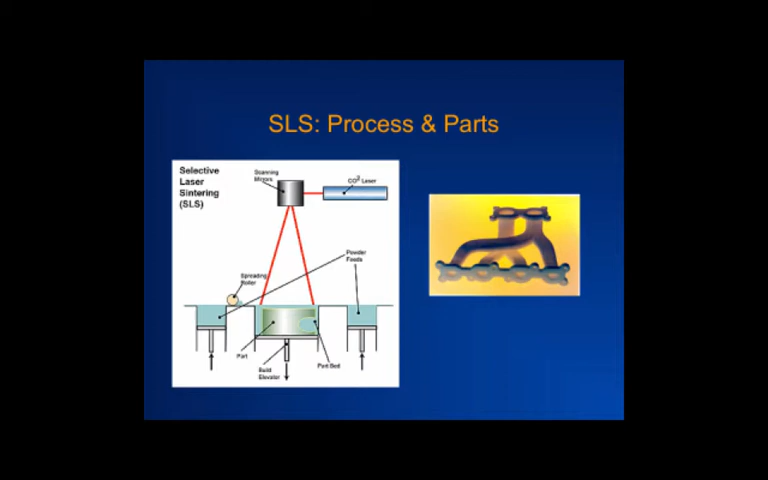 SLS: Process & Parts
Selective
Laser
Sintering
(SLS)
Scanning
Mirrors
CO2 Laser
Powder
Feeds
Spreading
Roller
Part
Build
Elevator
Part Bed